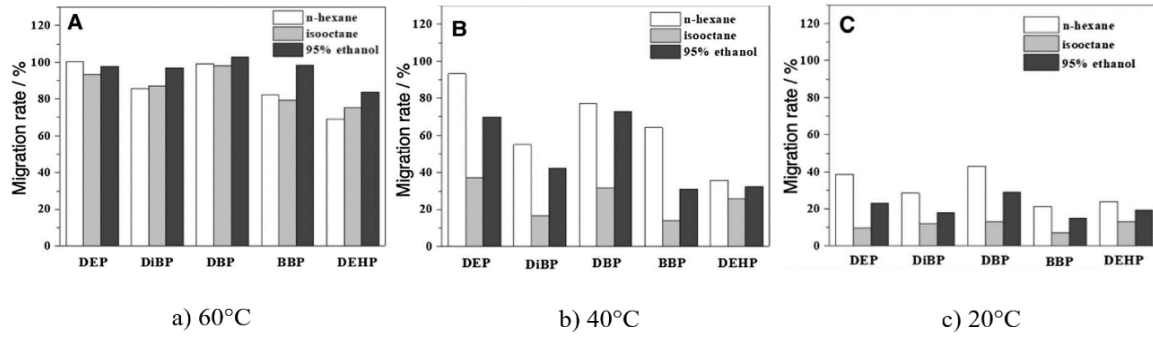 A
n-hexane
isooctane
95% ethanol
Migration rate / %
120
100
80
60
40
20
0
DEP DiBP DBP BBP DEHP
a) 60°C
B
n-hexane
isooctane
95% ethanol
Migration rate / %
120
100
80
60
40
20
0
DEP DiBP DBP BBP DEHP
b) 40°C
C
n-hexane
isooctane
95% ethanol
Migration rate / %
120
100
80
60
40
20
0
DEP DiBP DBP BBP DEHP
c) 20°C